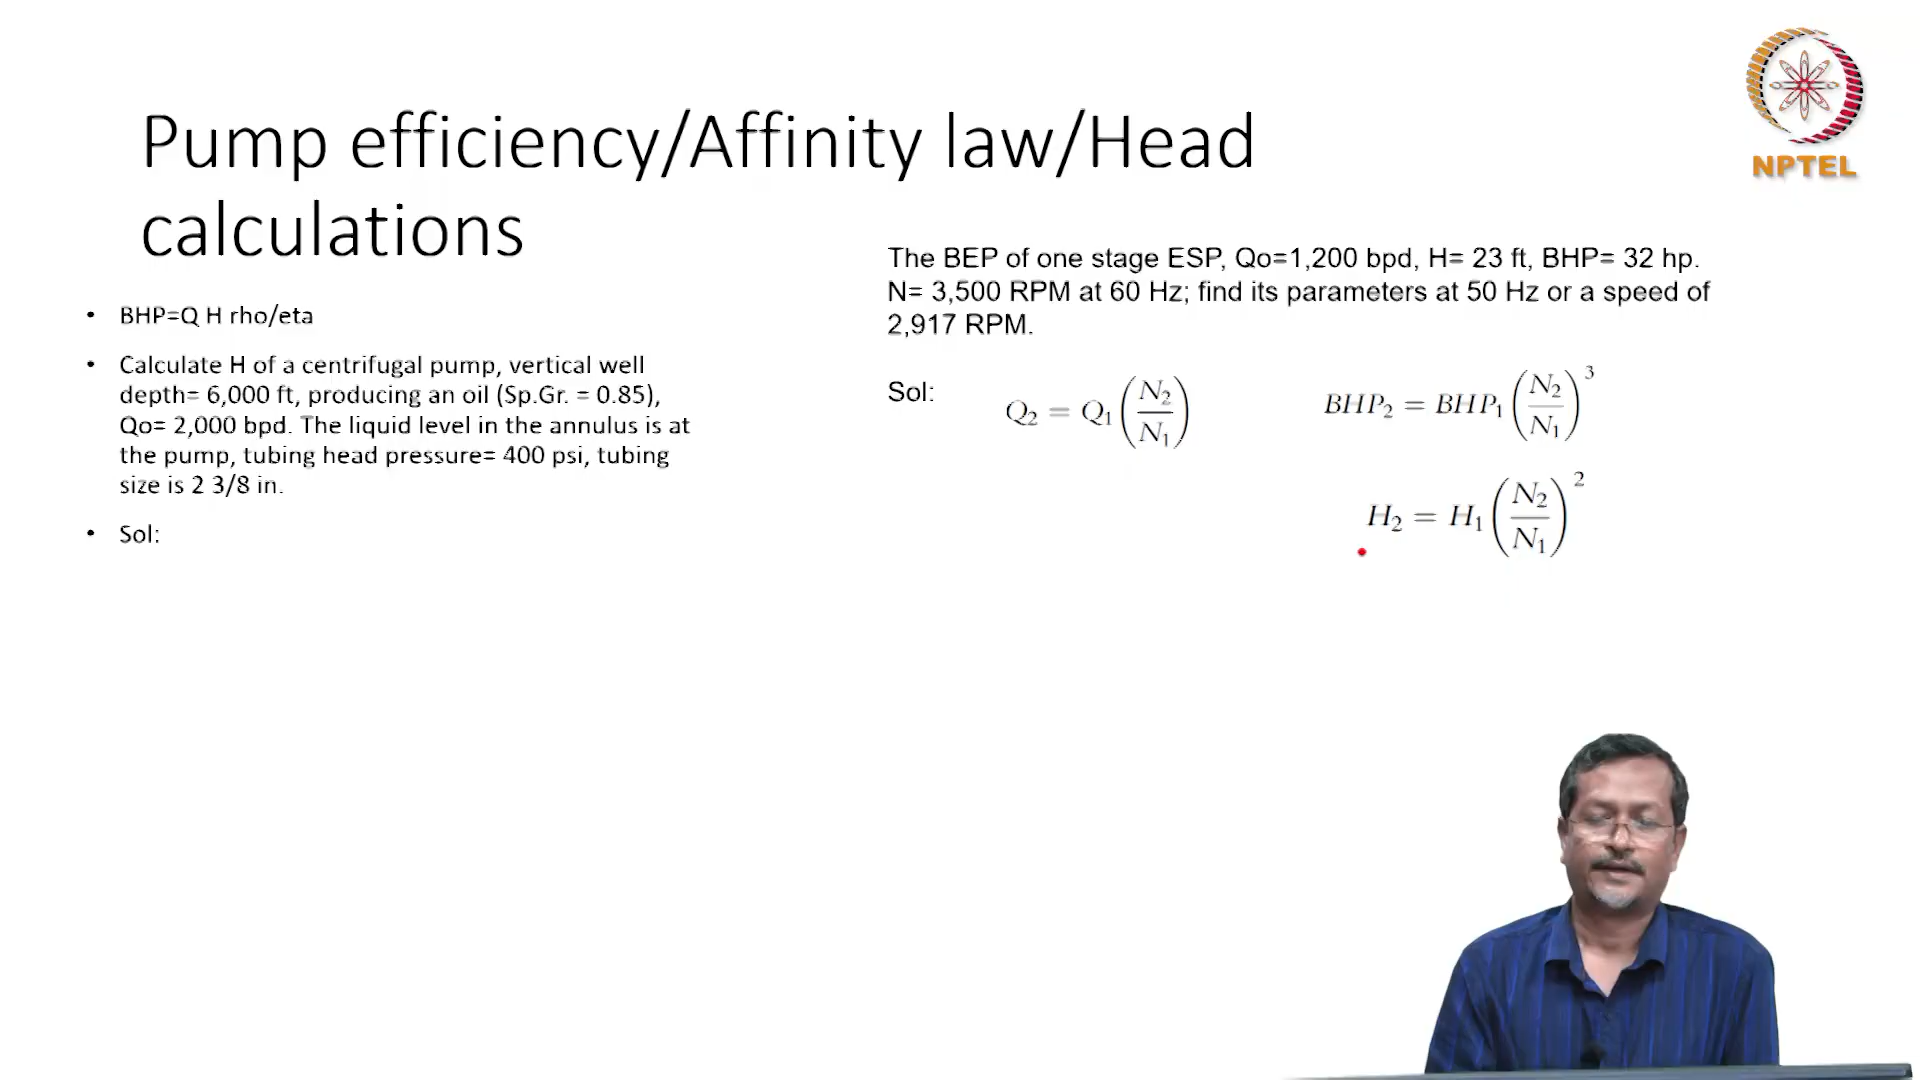 NPTEL
Pump efficiency/Affinity law/Head
calculations
• BHP=Q H rho/eta
• Calculate H of a centrifugal pump, vertical well
depth= 6,000 ft, producing an oil (Sp.Gr. = 0.85),
Qo= 2,000 bpd. The liquid level in the annulus is at
the pump, tubing head pressure= 400 psi, tubing
size is 2 3/8 in.
• Sol:
The BEP of one stage ESP, Qo=1,200 bpd, H= 23 ft, BHP= 32 hp.
N= 3,500 RPM at 60 Hz; find its parameters at 50 Hz or a speed of
2,917 RPM.
Sol:
Q₂ = Q₁ (N₂/N₁)
BHP₂ = BHP₁ (N₂/N₁)³
H₂ = H₁ (N₂/N₁)²